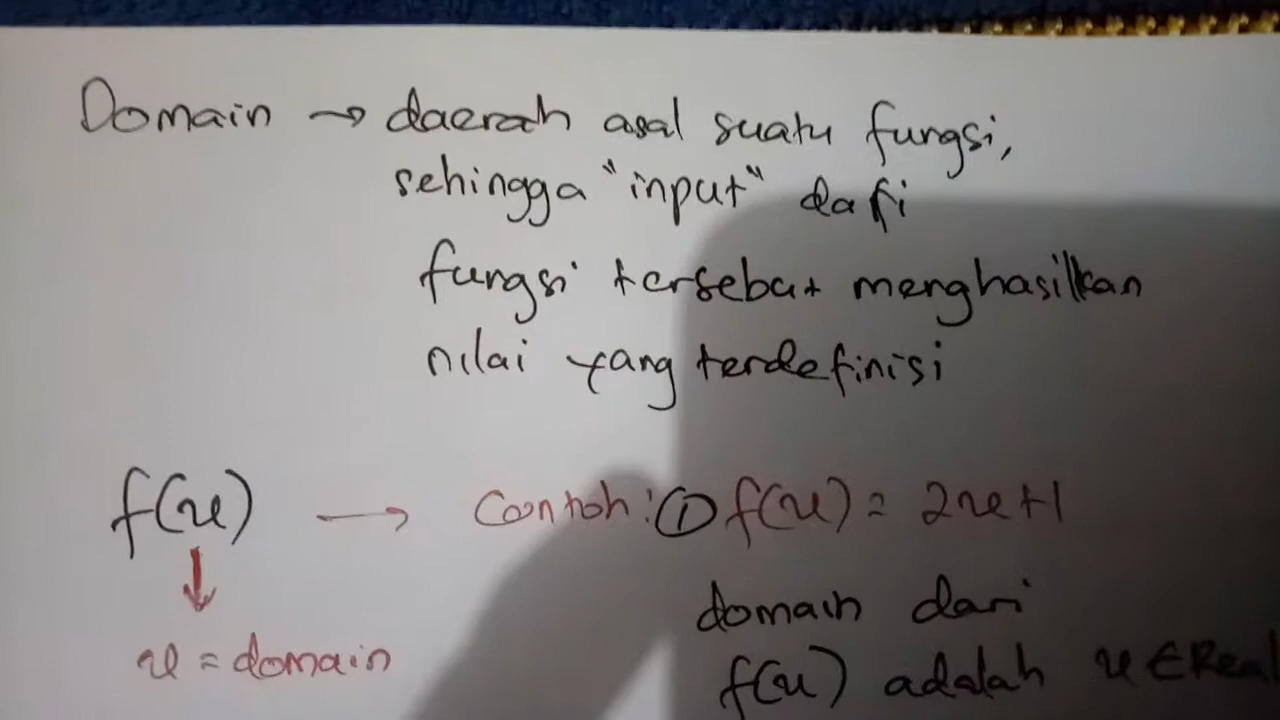 Domain → daerah asal suatu fungsi,
sehingga "input" dari
fungsi tersebut menghasilkan
nilai yang terdefinisi
f(x) → Contoh: ① f(x) = 2x+1
domain dari
x = domain
f(x) adalah x ∈ Real